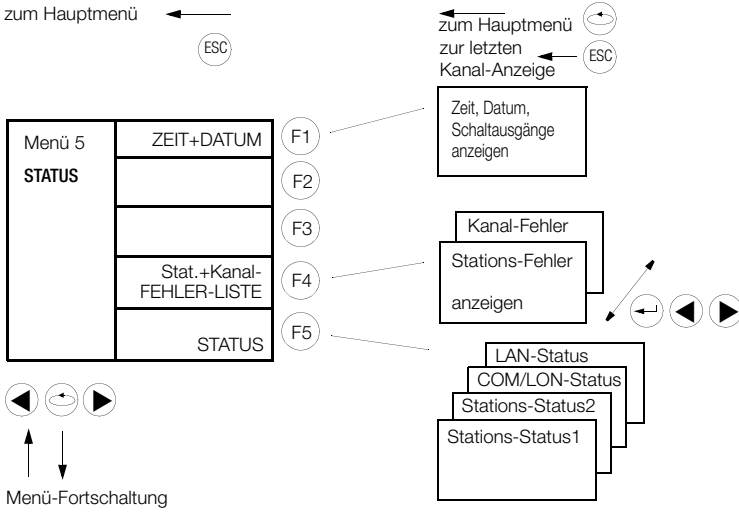 zum Hauptmenü
ESC
zum Hauptmenü
zur letzten
ESC
Kanal-Anzeige
Menü 5
STATUS
ZEIT+DATUM
F1
F2
F3
Stat.+Kanal-
FEHLER-LISTE
F4
STATUS
F5
Zeit, Datum,
Schaltausgänge
anzeigen
Kanal-Fehler
Stations-Fehler
anzeigen
LAN-Status
COM/LON-Status
Stations-Status2
Stations-Status1
Menü-Fortschaltung